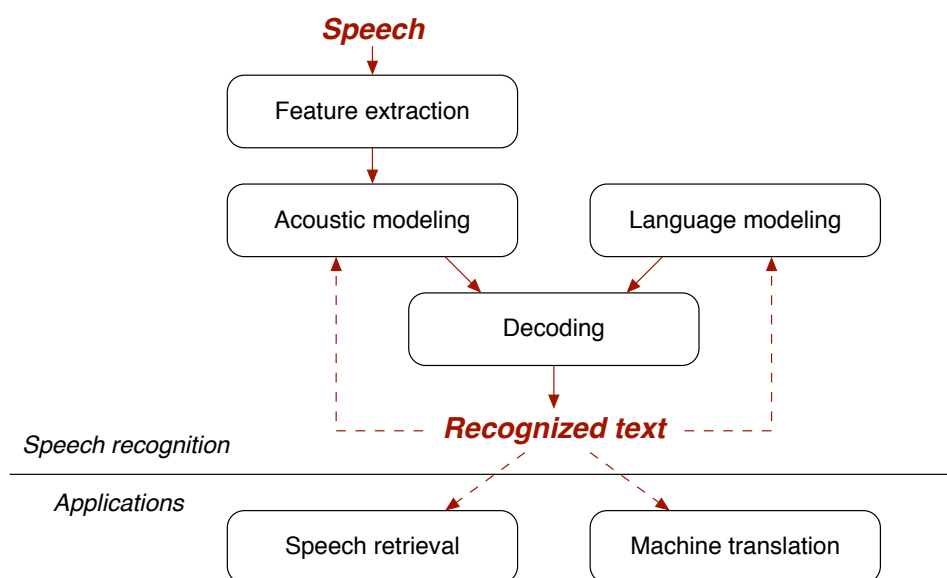 Speech
Feature extraction
Acoustic modeling
Language modeling
Decoding
Recognized text
Speech recognition
Applications
Speech retrieval
Machine translation